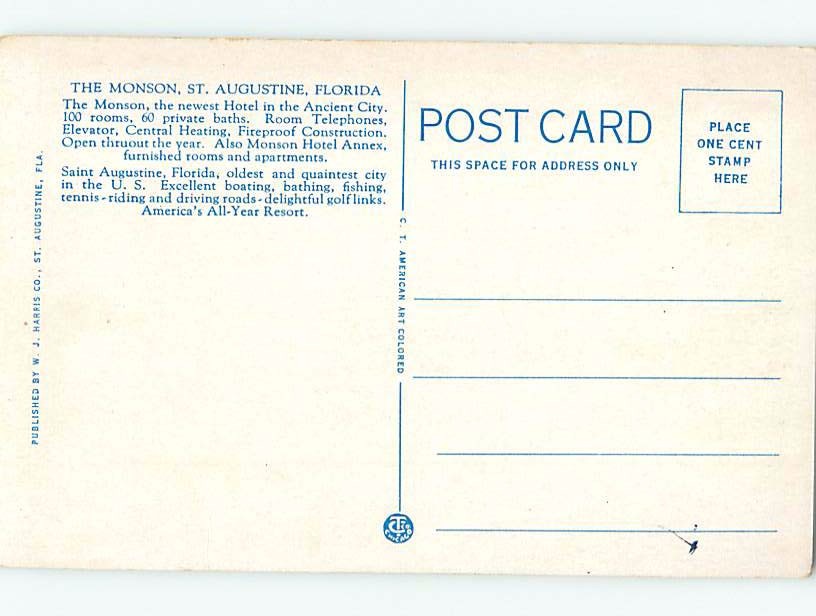 THE MONSON, ST. AUGUSTINE, FLORIDA
The Monson, the newest Hotel in the Ancient City.
100 rooms, 60 private baths. Room Telephones,
Elevator, Central Heating, Fireproof Construction.
Open thruout the year. Also Monson Hotel Annex,
furnished rooms and apartments.
Saint Augustine, Florida, oldest and quaintest city
in the U. S. Excellent boating, bathing, fishing,
tennis-riding and driving roads-delightful golf links.
America's All-Year Resort.
PUBLISHED BY W. J. HARRIS CO., ST. AUGUSTINE, FLA.
C. T. AMERICAN ART COLORED
POST CARD
THIS SPACE FOR ADDRESS ONLY
PLACE
ONE CENT
STAMP
HERE
CHICAGO